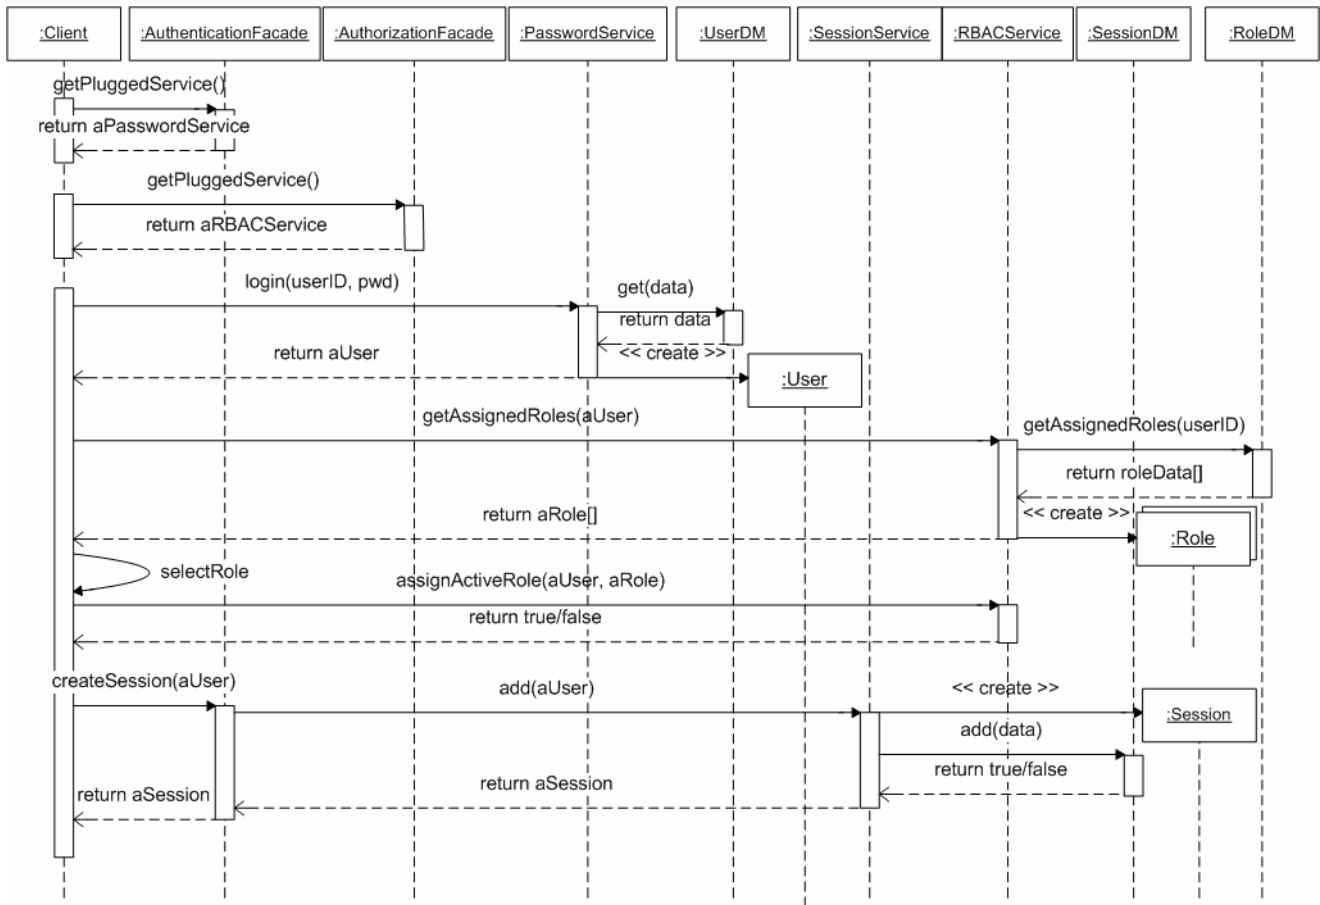 :Client
:AuthenticationFacade
:AuthorizationFacade
:PasswordService
:UserDM
:SessionService
:RBACService
:SessionDM
:RoleDM
getPluggedService()
return aPasswordService
getPluggedService()
return aRBACService
login(userID, pwd)
get(data)
return data
<< create >>
return aUser
:User
getAssignedRoles(aUser)
getAssignedRoles(userID)
return roleData[]
<< create >>
return aRole[]
:Role
selectRole
assignActiveRole(aUser, aRole)
return true/false
createSession(aUser)
add(aUser)
<< create >>
:Session
add(data)
return true/false
return aSession
return aSession